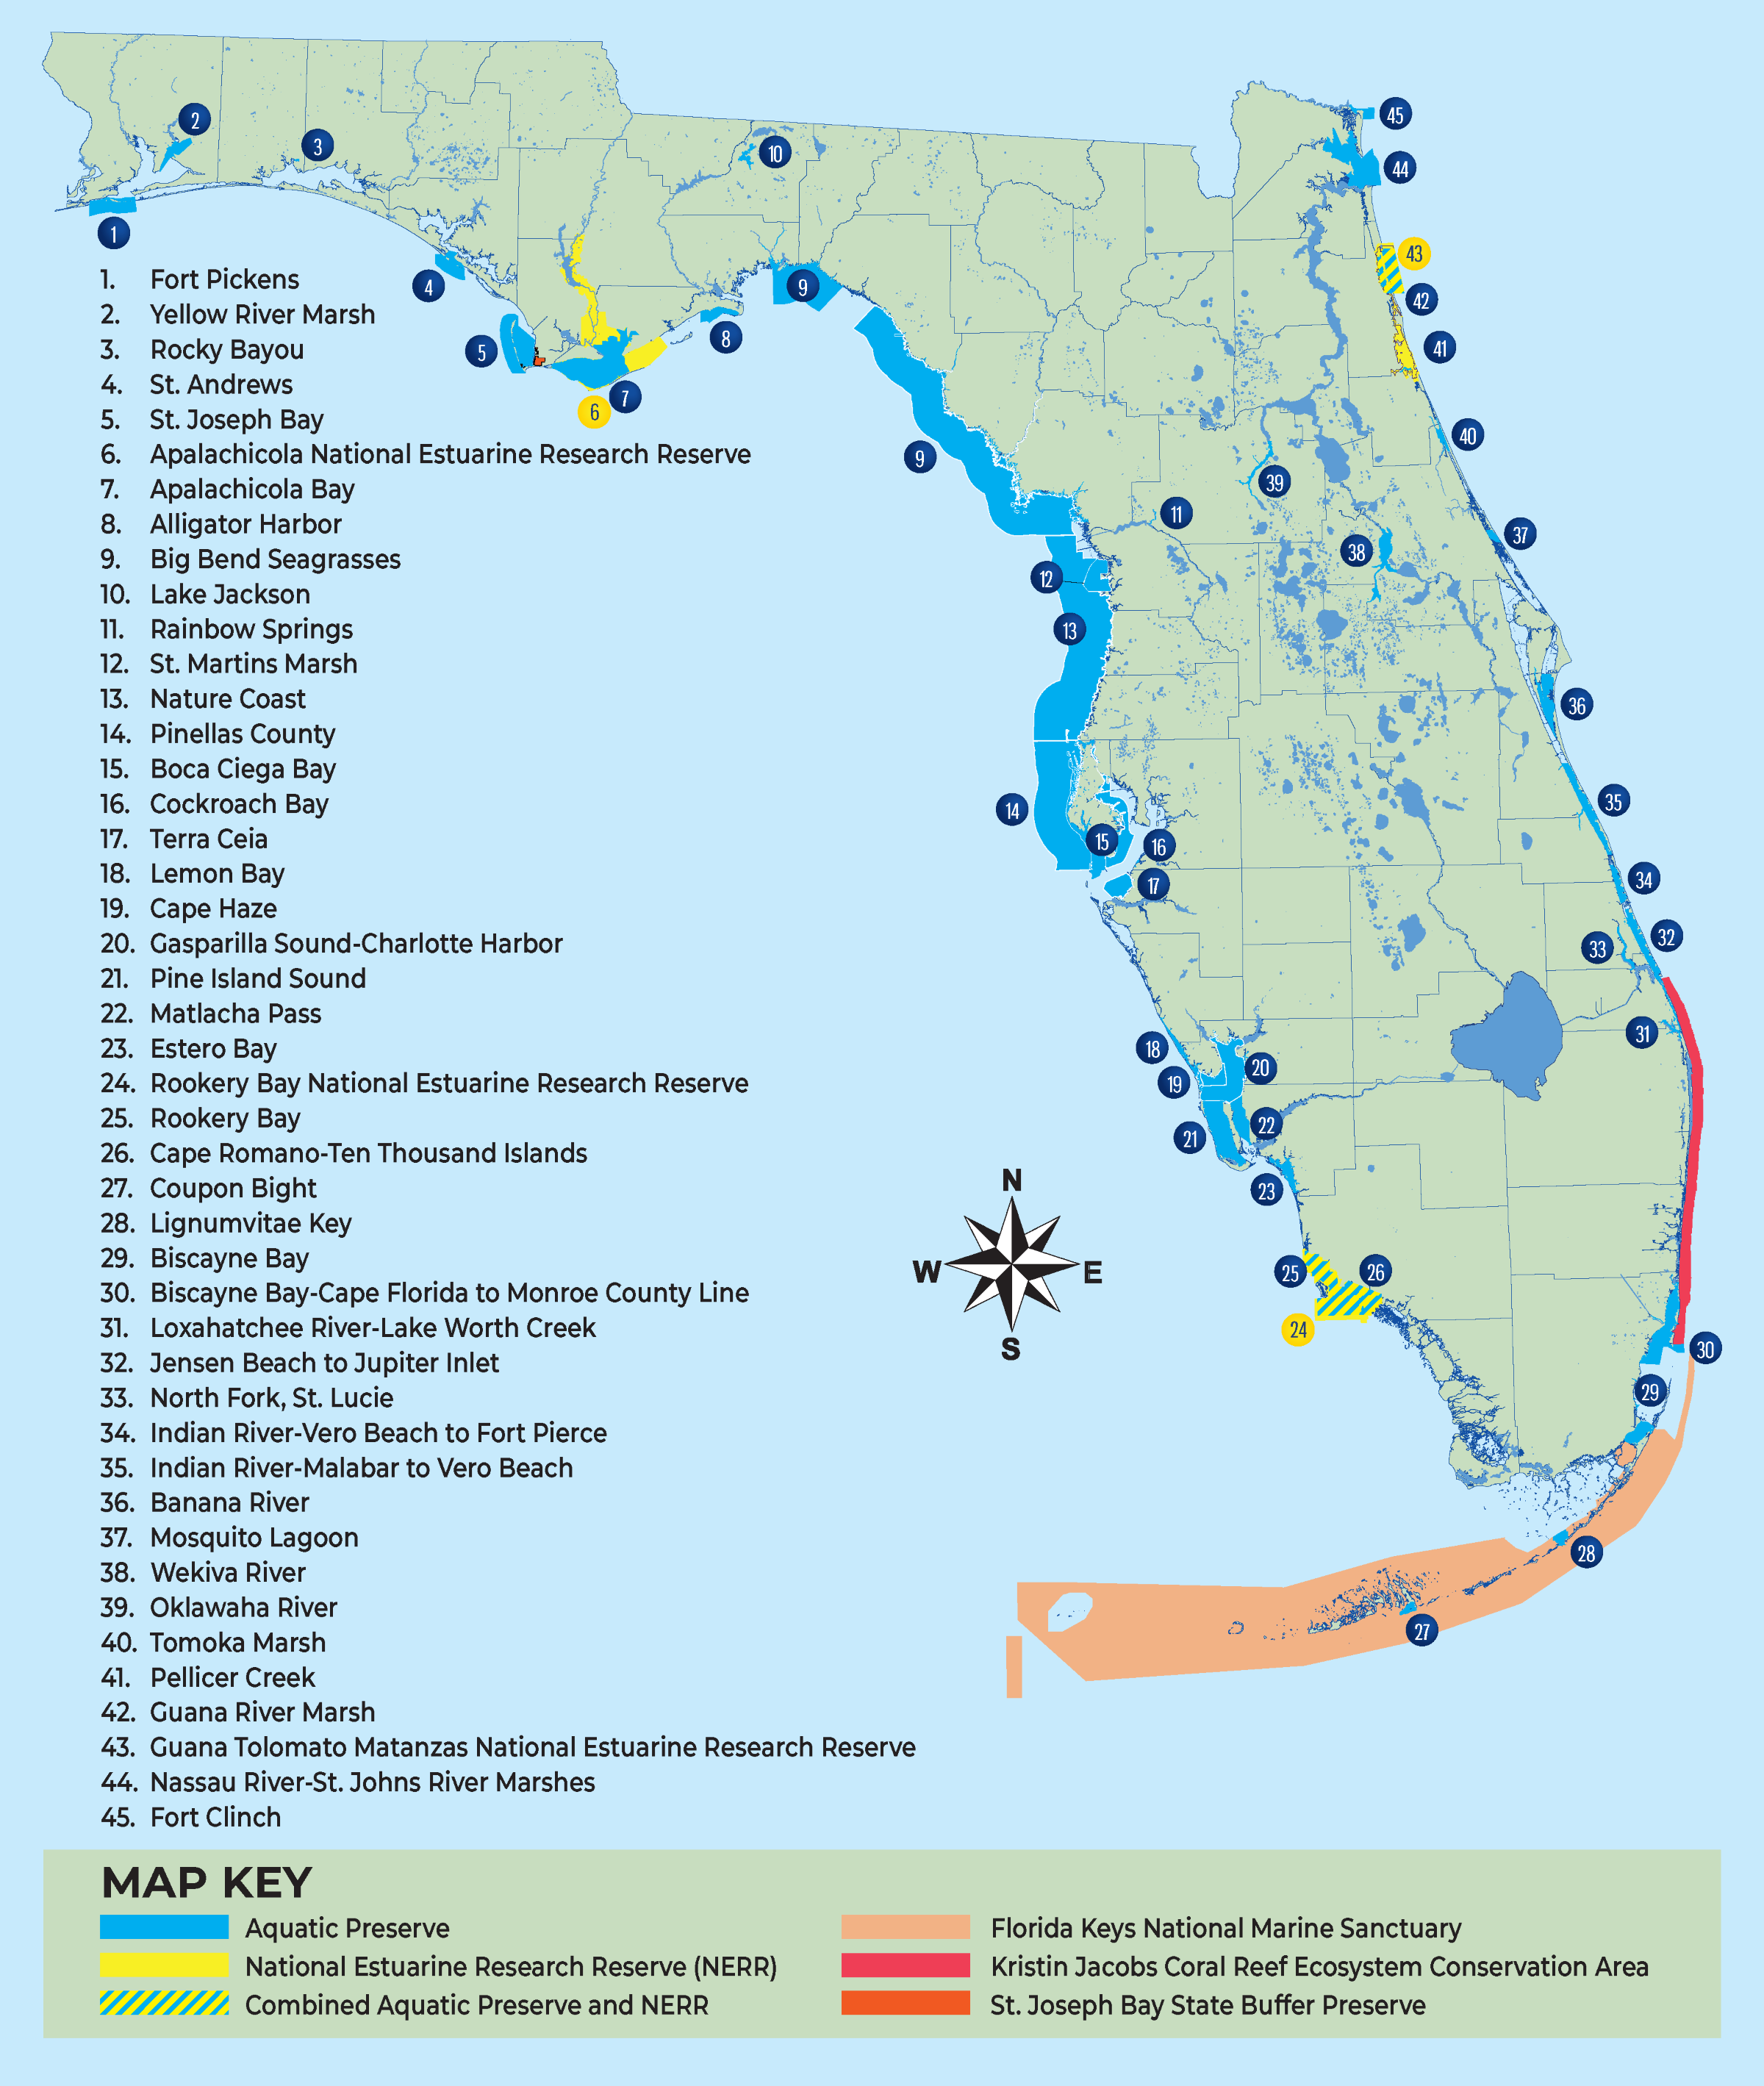 45
2
3
10
44
1
43
4
9
42
5
8
41
7
6
40
9
39
11
37
38
12
13
36
14
35
15
16
17
34
32
33
31
18
20
19
22
21
23
25
26
24
30
29
28
27
N
W
E
S
1. Fort Pickens
2. Yellow River Marsh
3. Rocky Bayou
4. St. Andrews
5. St. Joseph Bay
6. Apalachicola National Estuarine Research Reserve
7. Apalachicola Bay
8. Alligator Harbor
9. Big Bend Seagrasses
10. Lake Jackson
11. Rainbow Springs
12. St. Martins Marsh
13. Nature Coast
14. Pinellas County
15. Boca Ciega Bay
16. Cockroach Bay
17. Terra Ceia
18. Lemon Bay
19. Cape Haze
20. Gasparilla Sound-Charlotte Harbor
21. Pine Island Sound
22. Matlacha Pass
23. Estero Bay
24. Rookery Bay National Estuarine Research Reserve
25. Rookery Bay
26. Cape Romano-Ten Thousand Islands
27. Coupon Bight
28. Lignumvitae Key
29. Biscayne Bay
30. Biscayne Bay-Cape Florida to Monroe County Line
31. Loxahatchee River-Lake Worth Creek
32. Jensen Beach to Jupiter Inlet
33. North Fork, St. Lucie
34. Indian River-Vero Beach to Fort Pierce
35. Indian River-Malabar to Vero Beach
36. Banana River
37. Mosquito Lagoon
38. Wekiva River
39. Oklawaha River
40. Tomoka Marsh
41. Pellicer Creek
42. Guana River Marsh
43. Guana Tolomato Matanzas National Estuarine Research Reserve
44. Nassau River-St. Johns River Marshes
45. Fort Clinch
MAP KEY
Aquatic Preserve
National Estuarine Research Reserve (NERR)
Combined Aquatic Preserve and NERR
Florida Keys National Marine Sanctuary
Kristin Jacobs Coral Reef Ecosystem Conservation Area
St. Joseph Bay State Buffer Preserve